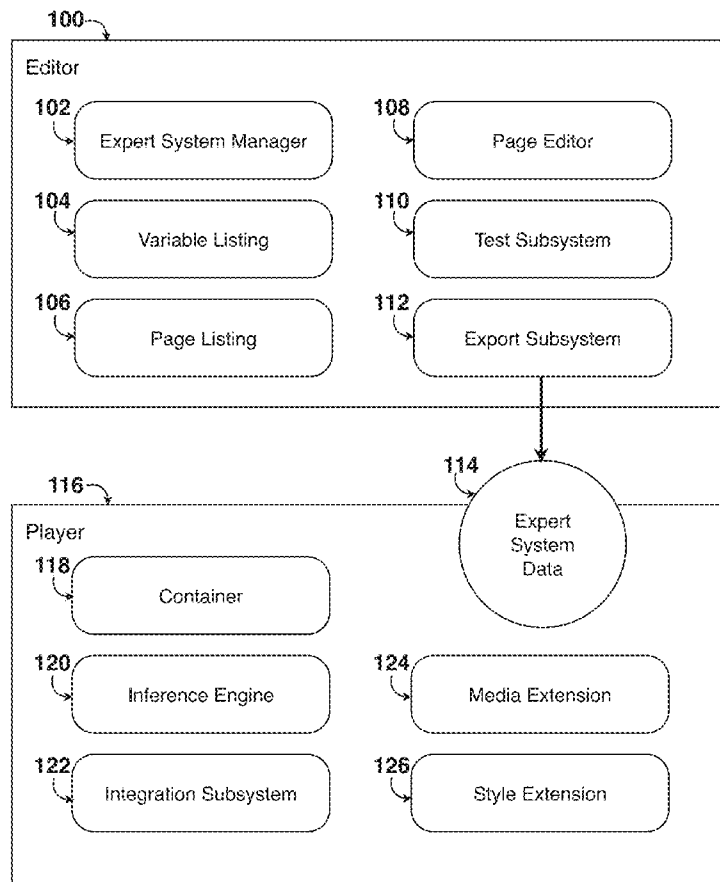 100
Editor
102
Expert System Manager
108
Page Editor
104
Variable Listing
110
Test Subsystem
106
Page Listing
112
Export Subsystem
114
Expert
System
Data
116
Player
118
Container
120
Inference Engine
124
Media Extension
122
Integration Subsystem
126
Style Extension